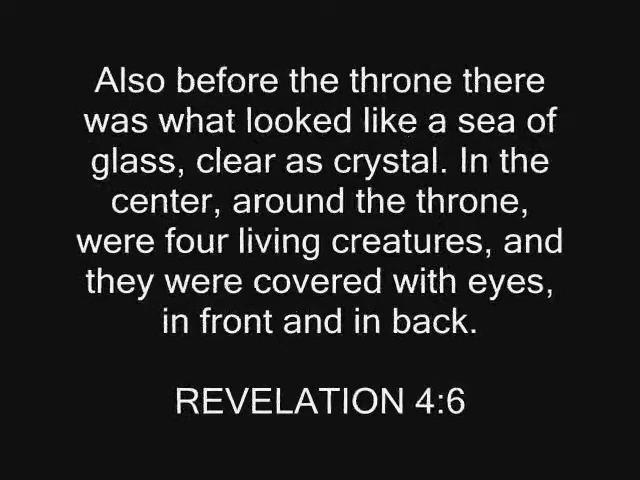 Also before the throne there
was what looked like a sea of
glass, clear as crystal. In the
center, around the throne,
were four living creatures, and
they were covered with eyes,
in front and in back.
REVELATION 4:6